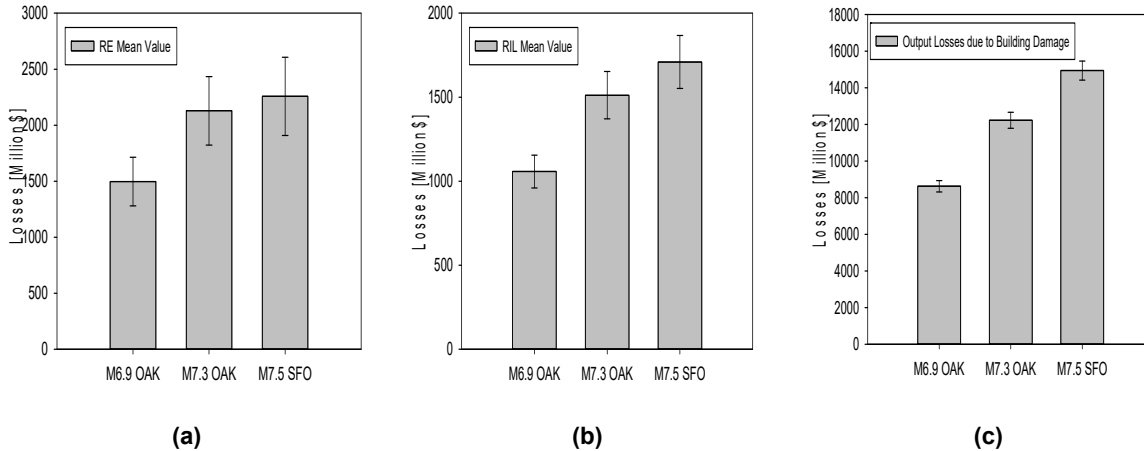 3000
2500
2000
1500
1000
500
0
Losses [Million$]
RE Mean Value
M6.9 OAK M7.3 OAK M7.5 SFO
(a)
2000
1500
1000
500
0
Losses [Million$]
RIL Mean Value
M6.9 OAK M7.3 OAK M7.5 SFO
(b)
18000
16000
14000
12000
10000
8000
6000
4000
2000
0
Losses [Million$]
Output Losses due to Building Damage
M6.9 OAK M7.3 OAK M7.5 SFO
(c)